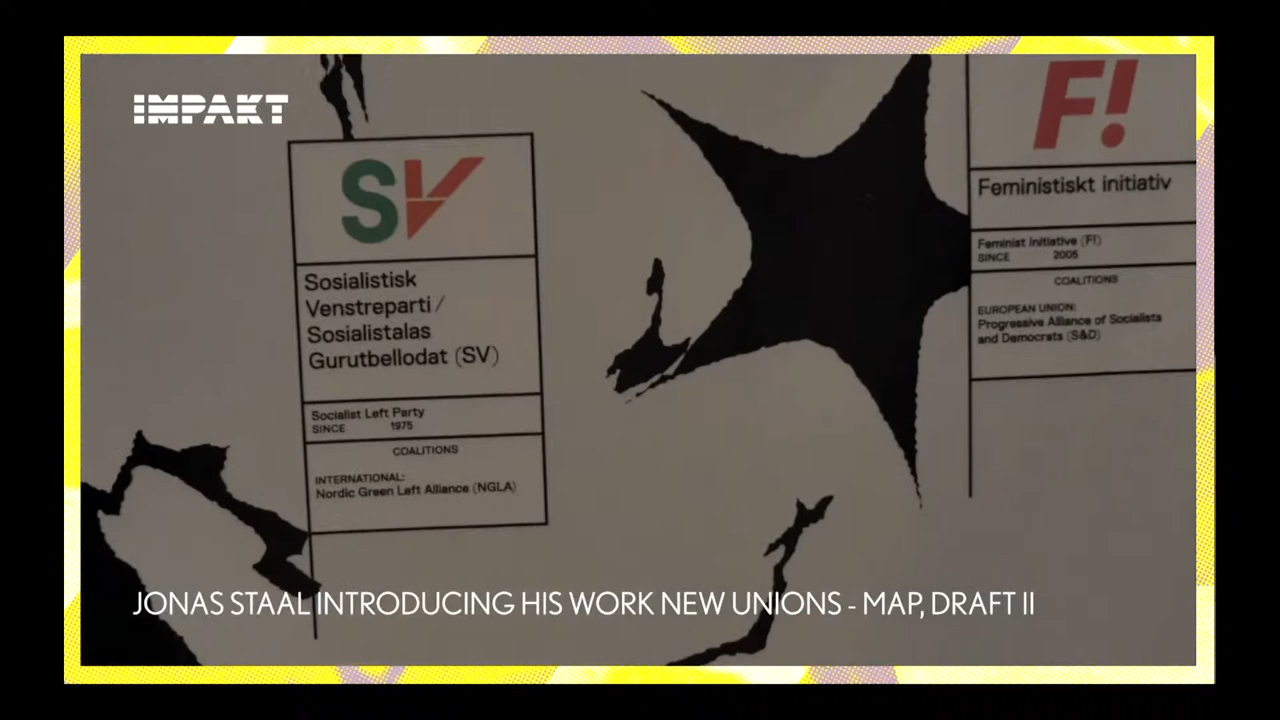 IMPAKT
SV
Sosialistisk
Venstreparti /
Sosialistalas
Gurutbellodat (SV)
Socialist Left Party
SINCE 1975
COALITIONS
INTERNATIONAL:
Nordic Green Left Alliance (NGLA)
F!
Feministiskt initiativ
Feminist Initiative (F!)
SINCE 2005
COALITIONS
EUROPEAN UNION:
Progressive Alliance of Socialists
and Democrats (S&D)
JONAS STAAL INTRODUCING HIS WORK NEW UNIONS - MAP, DRAFT II